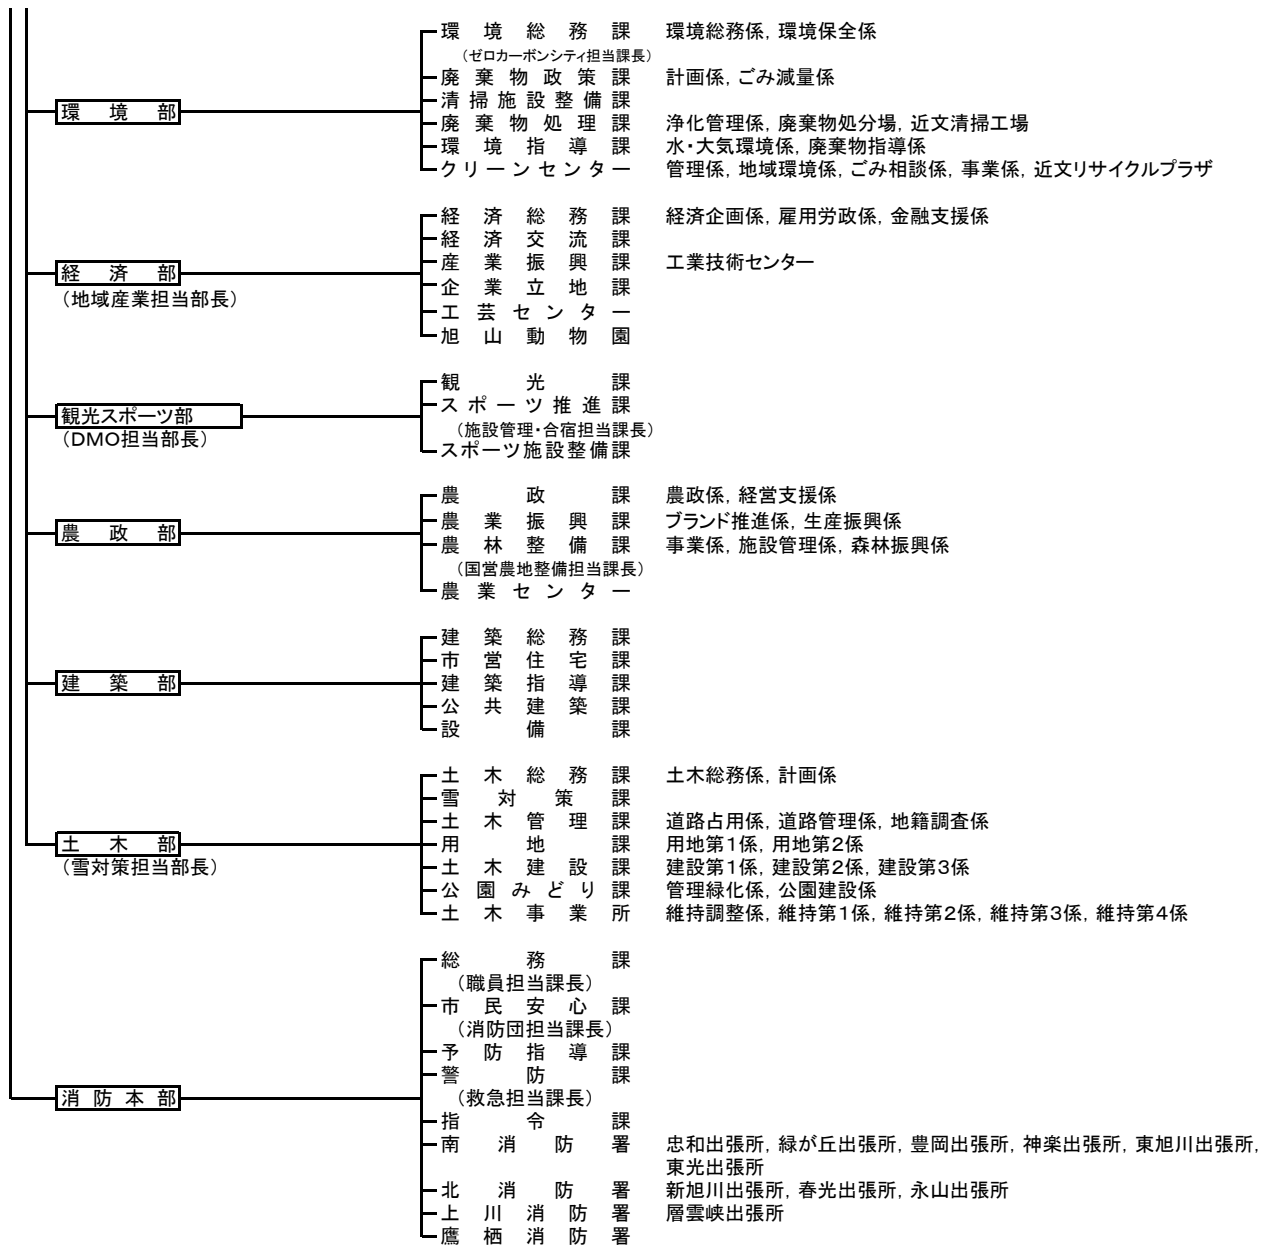 環境総務課 環境総務係, 環境保全係
(ゼロカーボンシティ担当課長)
廃棄物政策課 計画係, ごみ減量係
清掃施設整備課
環境部
廃棄物処理課 浄化管理係, 廃棄物処分場, 近文清掃工場
環境指導課 水・大気環境係, 廃棄物指導係
クリーンセンター 管理係, 地域環境係, ごみ相談係, 事業係, 近文リサイクルプラザ
経済総務課 経済企画係, 雇用労政係, 金融支援係
経済交流課
産業振興課 工業技術センター
経済部
企業立地課
(地域産業担当部長)
工芸センター
旭山動物園
観光課
スポーツ推進課
観光スポーツ部
(施設管理・合宿担当課長)
(DMO担当部長)
スポーツ施設整備課
農政課 農政係, 経営支援係
農業振興課 ブランド推進係, 生産振興係
農政部
農林整備課 事業係, 施設管理係, 森林振興係
(国営農地整備担当課長)
農業センター
建築総務課
市営住宅課
建築部 建築指導課
公共建築課
設備課
土木総務課 土木総務係, 計画係
雪対策課
土木管理課 道路占用係, 道路管理係, 地籍調査係
土木部 用地課 用地第1係, 用地第2係
(雪対策担当部長) 土木建設課 建設第1係, 建設第2係, 建設第3係
公園みどり課 管理緑化係, 公園建設係
土木事業所 維持調整係, 維持第1係, 維持第2係, 維持第3係, 維持第4係
総務課
(職員担当課長)
市民安心課
(消防団担当課長)
予防指導課
警防課
消防本部 (救急担当課長)
指令課
南消防署 忠和出張所, 緑が丘出張所, 豊岡出張所, 神楽出張所, 東旭川出張所,
東光出張所
北消防署 新旭川出張所, 春光出張所, 永山出張所
上川消防署 層雲峡出張所
鷹栖消防署